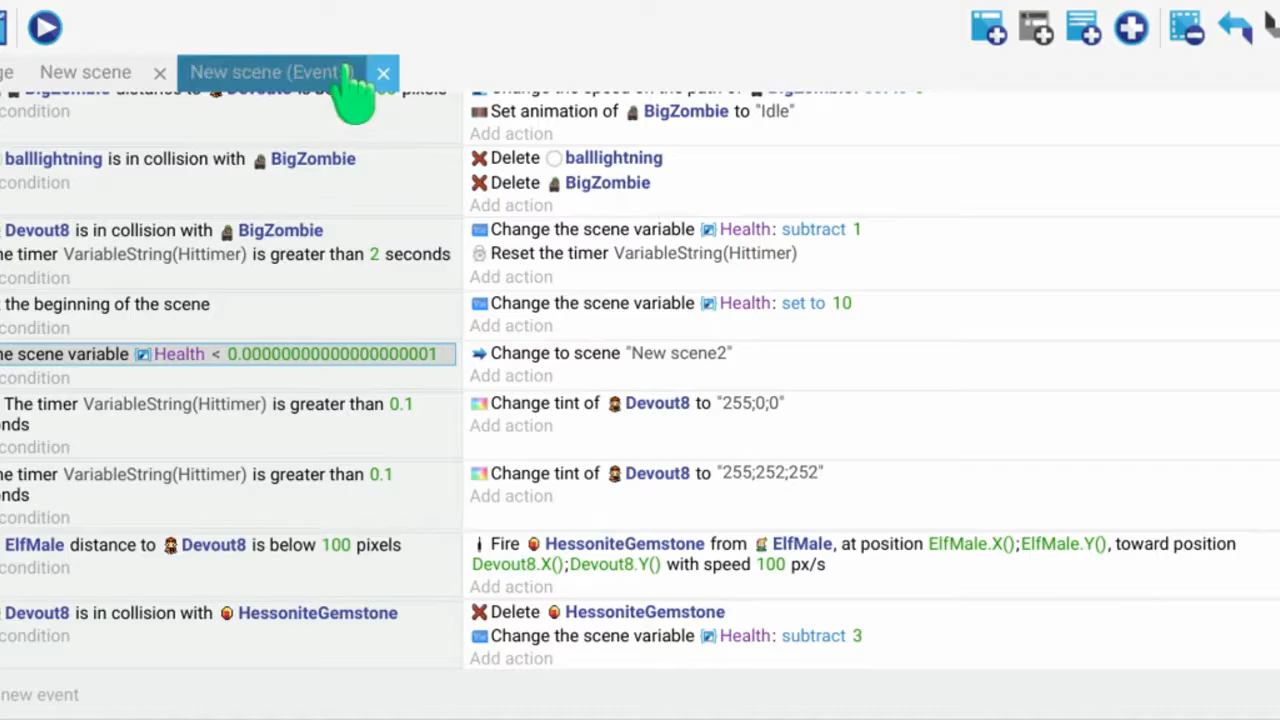 ge New scene × New scene (Event ×
BigZombie distance to pixels
condition
Set animation of BigZombie to "Idle"
Add action
balllightning is in collision with BigZombie
condition
Delete balllightning
Delete BigZombie
Add action
Devout8 is in collision with BigZombie
he timer VariableString(Hittimer) is greater than 2 seconds
condition
Change the scene variable Health: subtract 1
Reset the timer VariableString(Hittimer)
Add action
the beginning of the scene
condition
Change the scene variable Health: set to 10
Add action
he scene variable Health < 0.00000000000000000001
condition
Change to scene "New scene2"
Add action
The timer VariableString(Hittimer) is greater than 0.1
nds
condition
Change tint of Devout8 to "255;0;0"
Add action
he timer VariableString(Hittimer) is greater than 0.1
nds
condition
Change tint of Devout8 to "255;252;252"
Add action
ElfMale distance to Devout8 is below 100 pixels
condition
Fire HessoniteGemstone from ElfMale, at position ElfMale.X();ElfMale.Y(), toward position
Devout8.X();Devout8.Y() with speed 100 px/s
Add action
Devout8 is in collision with HessoniteGemstone
condition
Delete HessoniteGemstone
Change the scene variable Health: subtract 3
Add action
new event